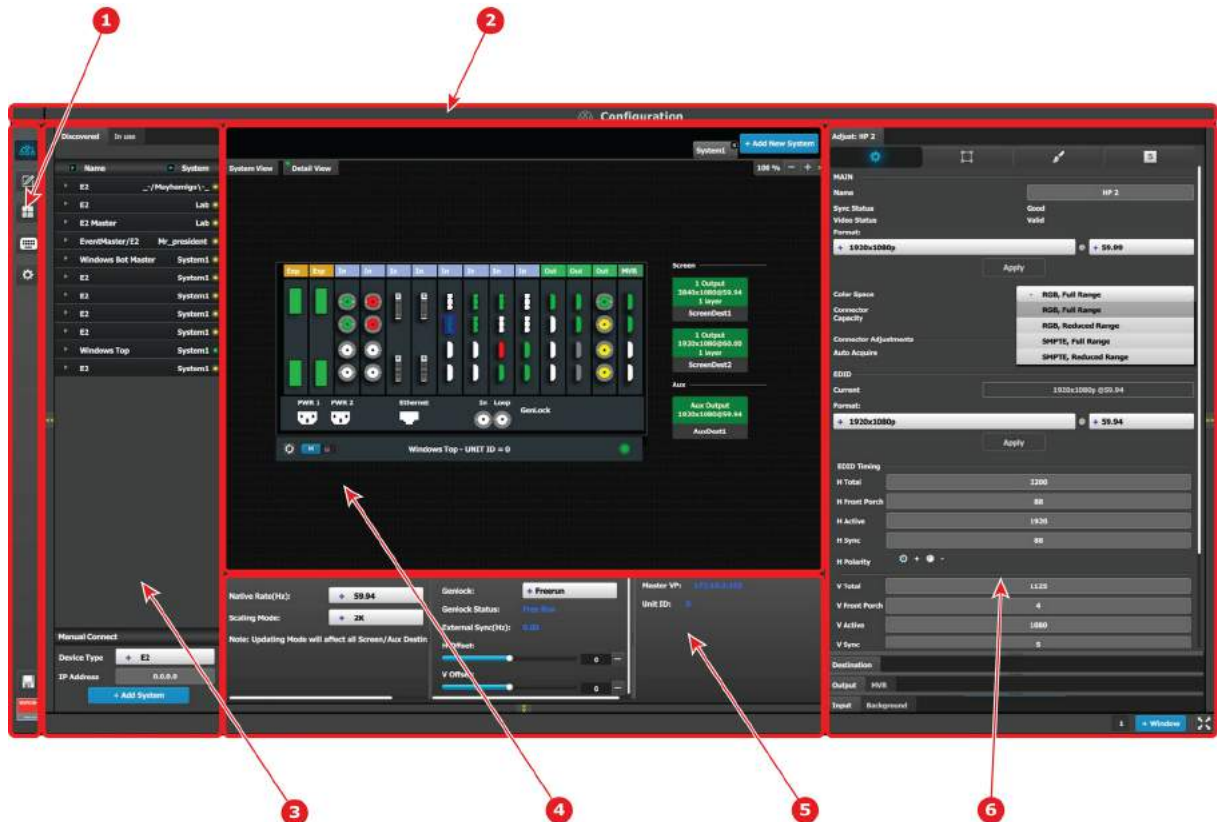 1
2
Configuration
Discovered In use
Name System
E2 _-/Mayhemigs\-_
E2 Lab
E2 Master Lab
EventMaster/E2 Mr_president
Windows Bot Master System1
E2 System1
E2 System1
E2 System1
E2 System1
Windows Top System1
E2 System1
Manual Connect
Device Type + E2
IP Address 0.0.0.0
+ Add System
System1
+ Add New System
System View Detail View
100 % − +
Exp Exp In In In In In In In Out Out Out MVR
PWR 1 PWR 2 Ethernet In Loop GenLock
M
Windows Top - UNIT ID = 0
Screen
1 Output
3840x1080@59.94
1 layer
ScreenDest1
1 Output
1920x1080@60.00
1 layer
ScreenDest2
Aux
Aux Output
1920x1080@59.94
AuxDest1
Native Rate(Hz): + 59.94
Scaling Mode: + 2K
Note: Updating Mode will affect all Screen/Aux Destin
Genlock: + Freerun
Genlock Status: Free Run
External Sync(Hz): 0.00
H Offset:
0 −
V Offset:
0 −
Master VP:
Unit ID: 0
Adjust: HP 2
MAIN
Name HP 2
Sync Status Good
Video Status Valid
Format:
+ 1920x1080p @ + 59.99
Apply
Color Space - RGB, Full Range
RGB, Full Range
RGB, Reduced Range
SMPTE, Full Range
SMPTE, Reduced Range
Connector Capacity
Connector Adjustments
Auto Acquire
EDID
Current 1920x1080p @59.94
Format:
+ 1920x1080p @ + 59.94
Apply
EDID Timing
H Total 2200
H Front Porch 88
H Active 1920
H Sync 88
H Polarity + -
V Total 1125
V Front Porch 4
V Active 1080
V Sync 5
Destination
Output MVR
Input Background
1 + Window
3
4
5
6